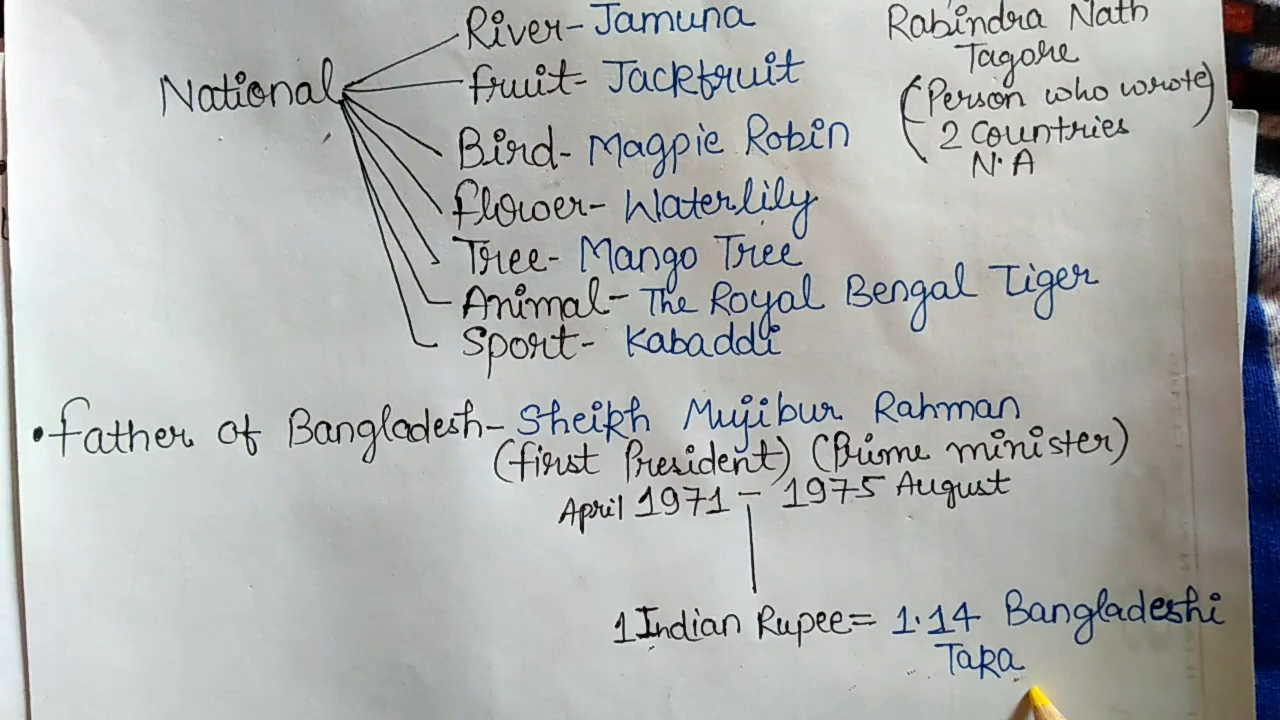 River- Jamuna
National
fruit- Jackfruit
Bird- Magpie Robin
flower- Waterlily
Tree- Mango Tree
Animal- The Royal Bengal Tiger
Sport- Kabaddi
Rabindra Nath
Tagore
(Person who wrote)
2 Countries
N.A
• father of Bangladesh- Sheikh Mujibur Rahman
(first President) (Prime minister)
April 1971 - 1975 August
1 Indian Rupee= 1.14 Bangladeshi
Taka